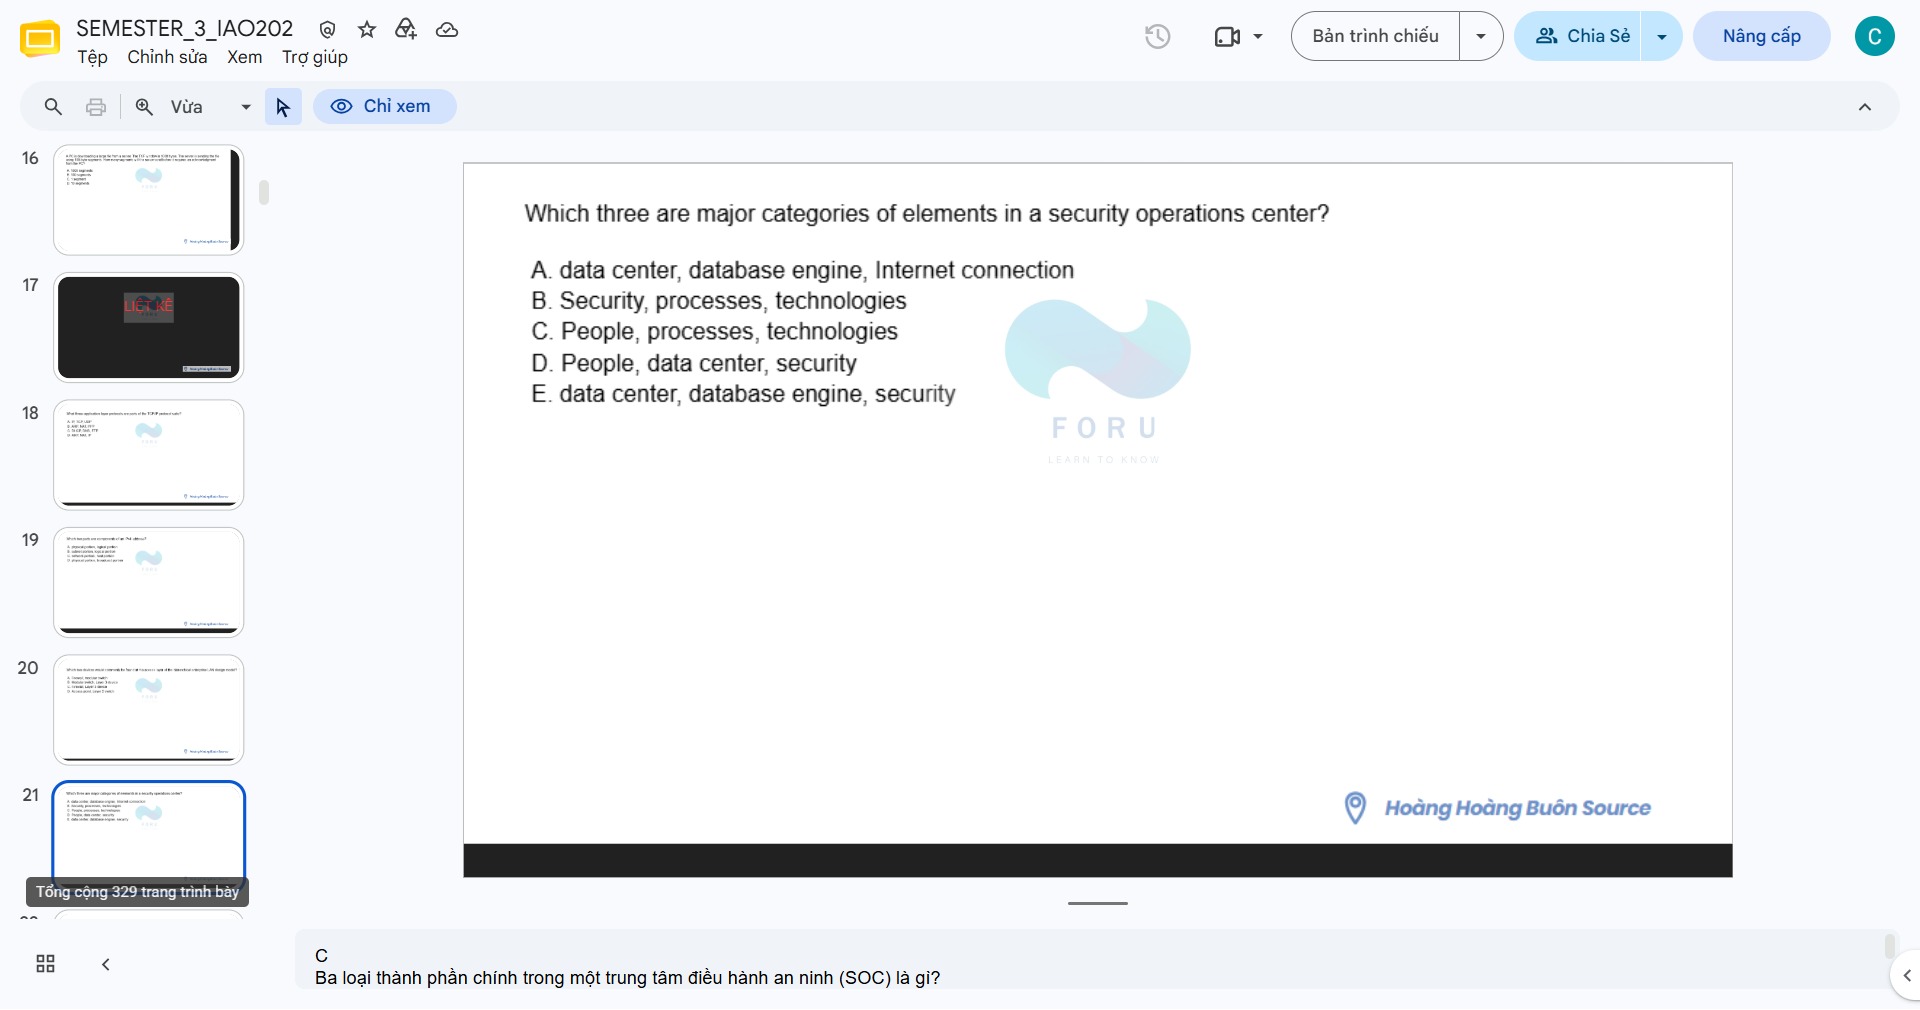 SEMESTER_3_IAO202
Tệp Chỉnh sửa Xem Trợ giúp
Bản trình chiếu
Chia Sẻ
Nâng cấp
C
Vừa
Chỉ xem
16
17
LIỆT KÊ
18
19
20
21
Tổng cộng 329 trang trình bày
Which three are major categories of elements in a security operations center?
A. data center, database engine, Internet connection
B. Security, processes, technologies
C. People, processes, technologies
D. People, data center, security
E. data center, database engine, security
FORU
LEARN TO KNOW
Hoàng Hoàng Buôn Source
C
Ba loại thành phần chính trong một trung tâm điều hành an ninh (SOC) là gì?